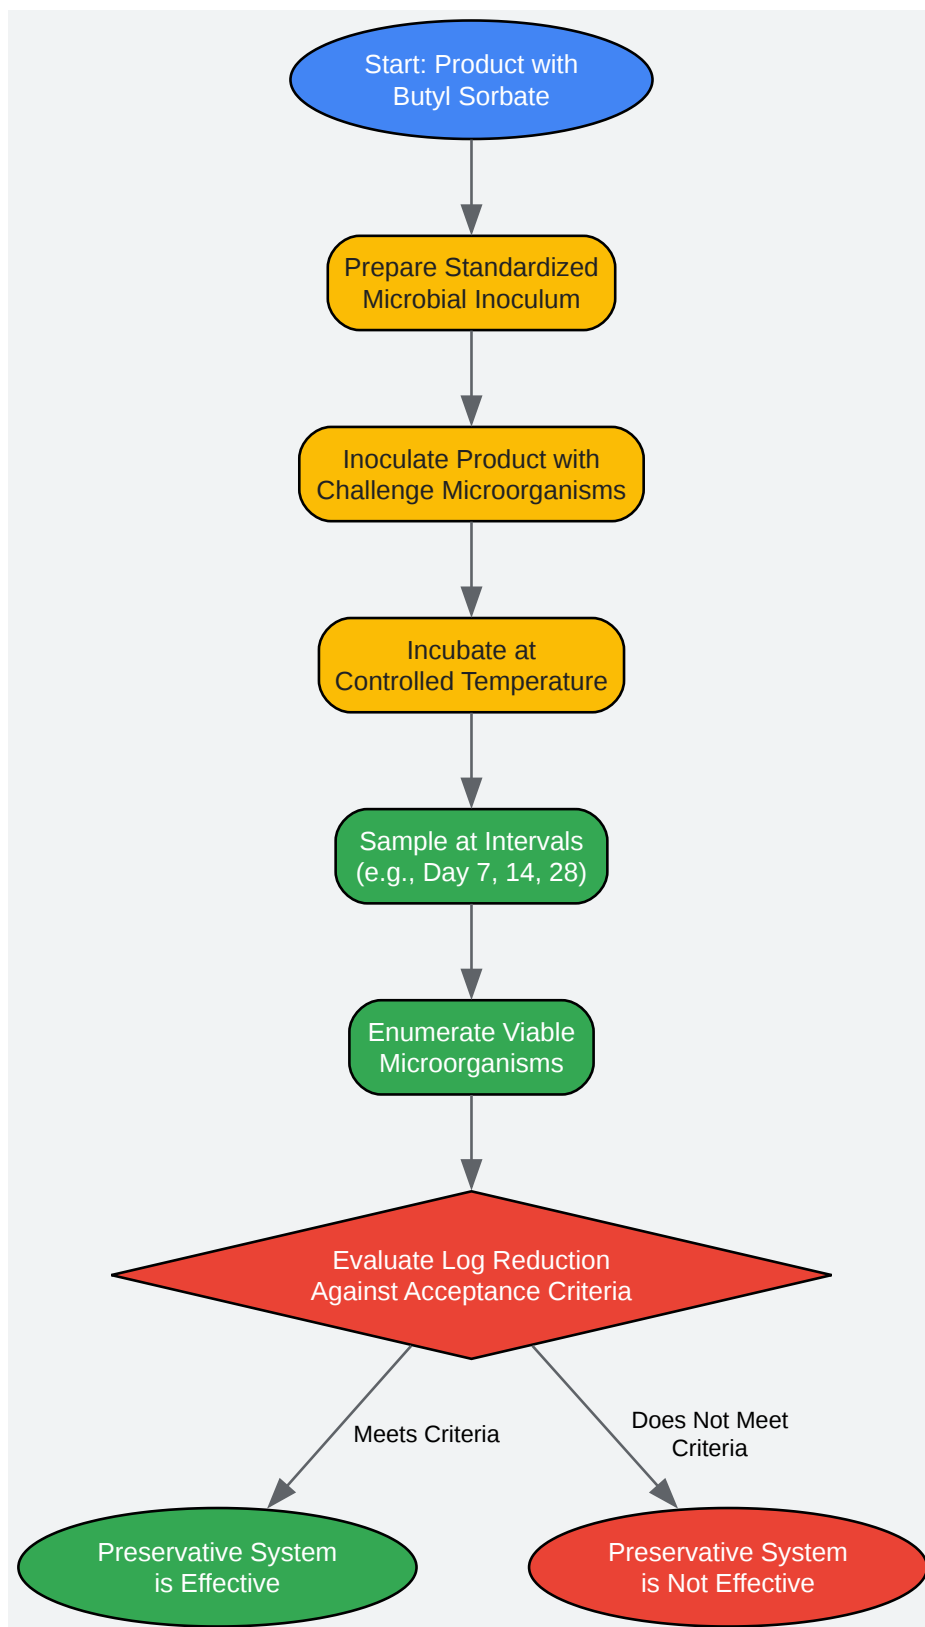 Start: Product with
Butyl Sorbate
Prepare Standardized
Microbial Inoculum
Inoculate Product with
Challenge Microorganisms
Incubate at
Controlled Temperature
Sample at Intervals
(e.g., Day 7, 14, 28)
Enumerate Viable
Microorganisms
Evaluate Log Reduction
Against Acceptance Criteria
Meets Criteria
Does Not Meet
Criteria
Preservative System
is Effective
Preservative System
is Not Effective